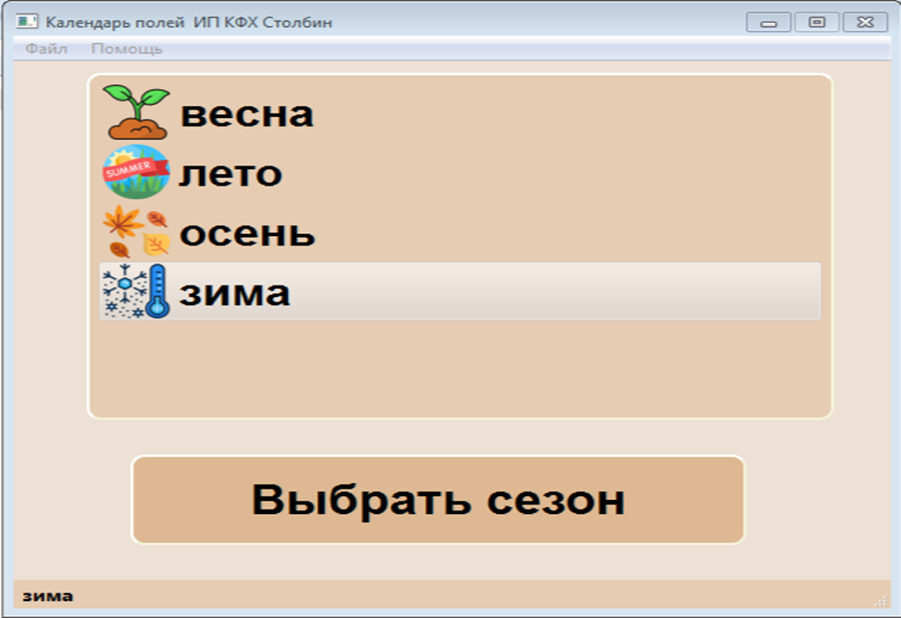 Календарь полей ИП КФХ Столбин
Файл Помощь
весна
SUMMER лето
осень
зима
Выбрать сезон
зима